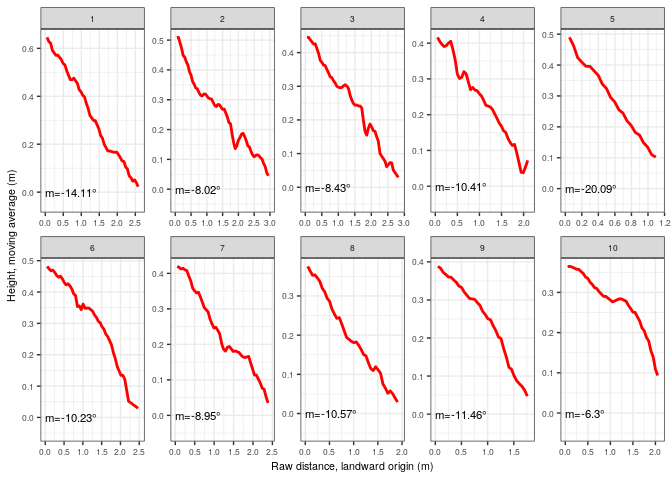 1 2 3 4 5
0.6 0.4 0.2 0.0
0.5 0.4 0.3 0.2 0.1 0.0
0.4 0.3 0.2 0.1 0.0
0.4 0.3 0.2 0.1 0.0
0.5 0.4 0.3 0.2 0.1 0.0
m=-14.11° m=-8.02° m=-8.43° m=-10.41° m=-20.09°
0.0 0.5 1.0 1.5 2.0 2.5
0.0 0.5 1.0 1.5 2.0 2.5 3.0
0.0 0.5 1.0 1.5 2.0 2.5 3.0
0.0 0.5 1.0 1.5 2.0
0.0 0.2 0.4 0.6 0.8 1.0 1.2
Height, moving average (m)
6 7 8 9 10
0.5 0.4 0.3 0.2 0.1 0.0
0.4 0.3 0.2 0.1 0.0
0.3 0.2 0.1 0.0
0.4 0.3 0.2 0.1 0.0
0.3 0.2 0.1 0.0
m=-10.23° m=-8.95° m=-10.57° m=-11.46° m=-6.3°
0.0 0.5 1.0 1.5 2.0 2.5
0.0 0.5 1.0 1.5 2.0 2.5
0.0 0.5 1.0 1.5 2.0
0.0 0.5 1.0 1.5
0.0 0.5 1.0 1.5 2.0
Raw distance, landward origin (m)